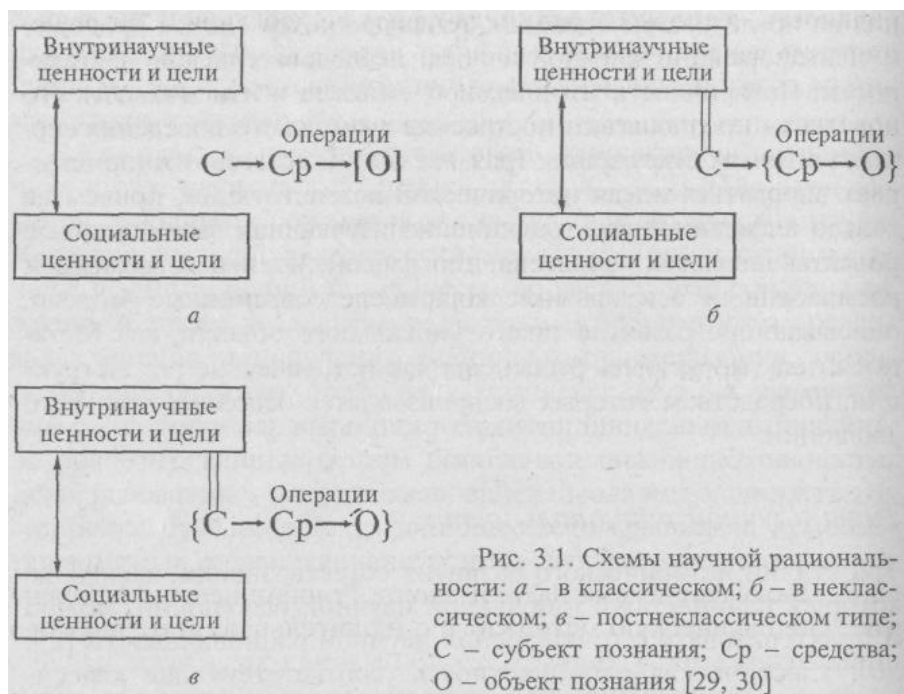 Внутринаучные
ценности и цели
Операции
С → Ср → [О]
Социальные
ценности и цели
а
Внутринаучные
ценности и цели
Операции
С → {Ср → О}
Социальные
ценности и цели
б
Внутринаучные
ценности и цели
Операции
{С → Ср → О}
Социальные
ценности и цели
в
Рис. 3.1. Схемы научной рациональ-
ности: а – в классическом; б – в неклас-
сическом; в – постнеклассическом типе;
С – субъект познания; Ср – средства;
О – объект познания [29, 30]